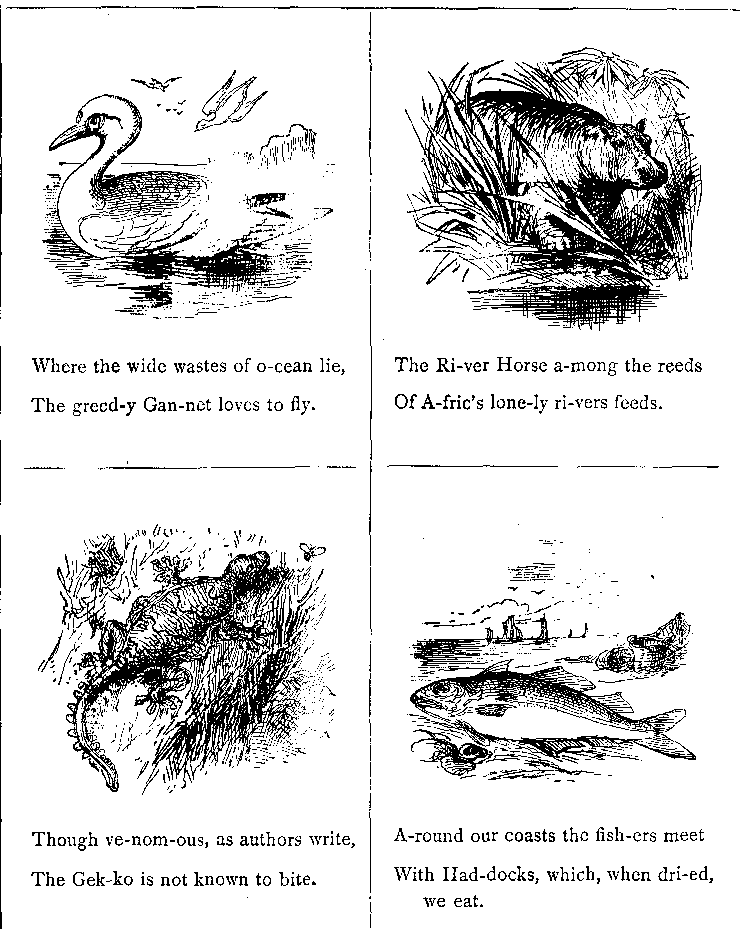 Where the wide wastes of o-cean lie,
The greed-y Gan-net loves to fly.
The Ri-ver Horse a-mong the reeds
Of A-fric's lone-ly ri-vers feeds.
Though ve-nom-ous, as authors write,
The Gek-ko is not known to bite.
A-round our coasts the fish-ers meet
With Had-docks, which, when dri-ed,
we eat.